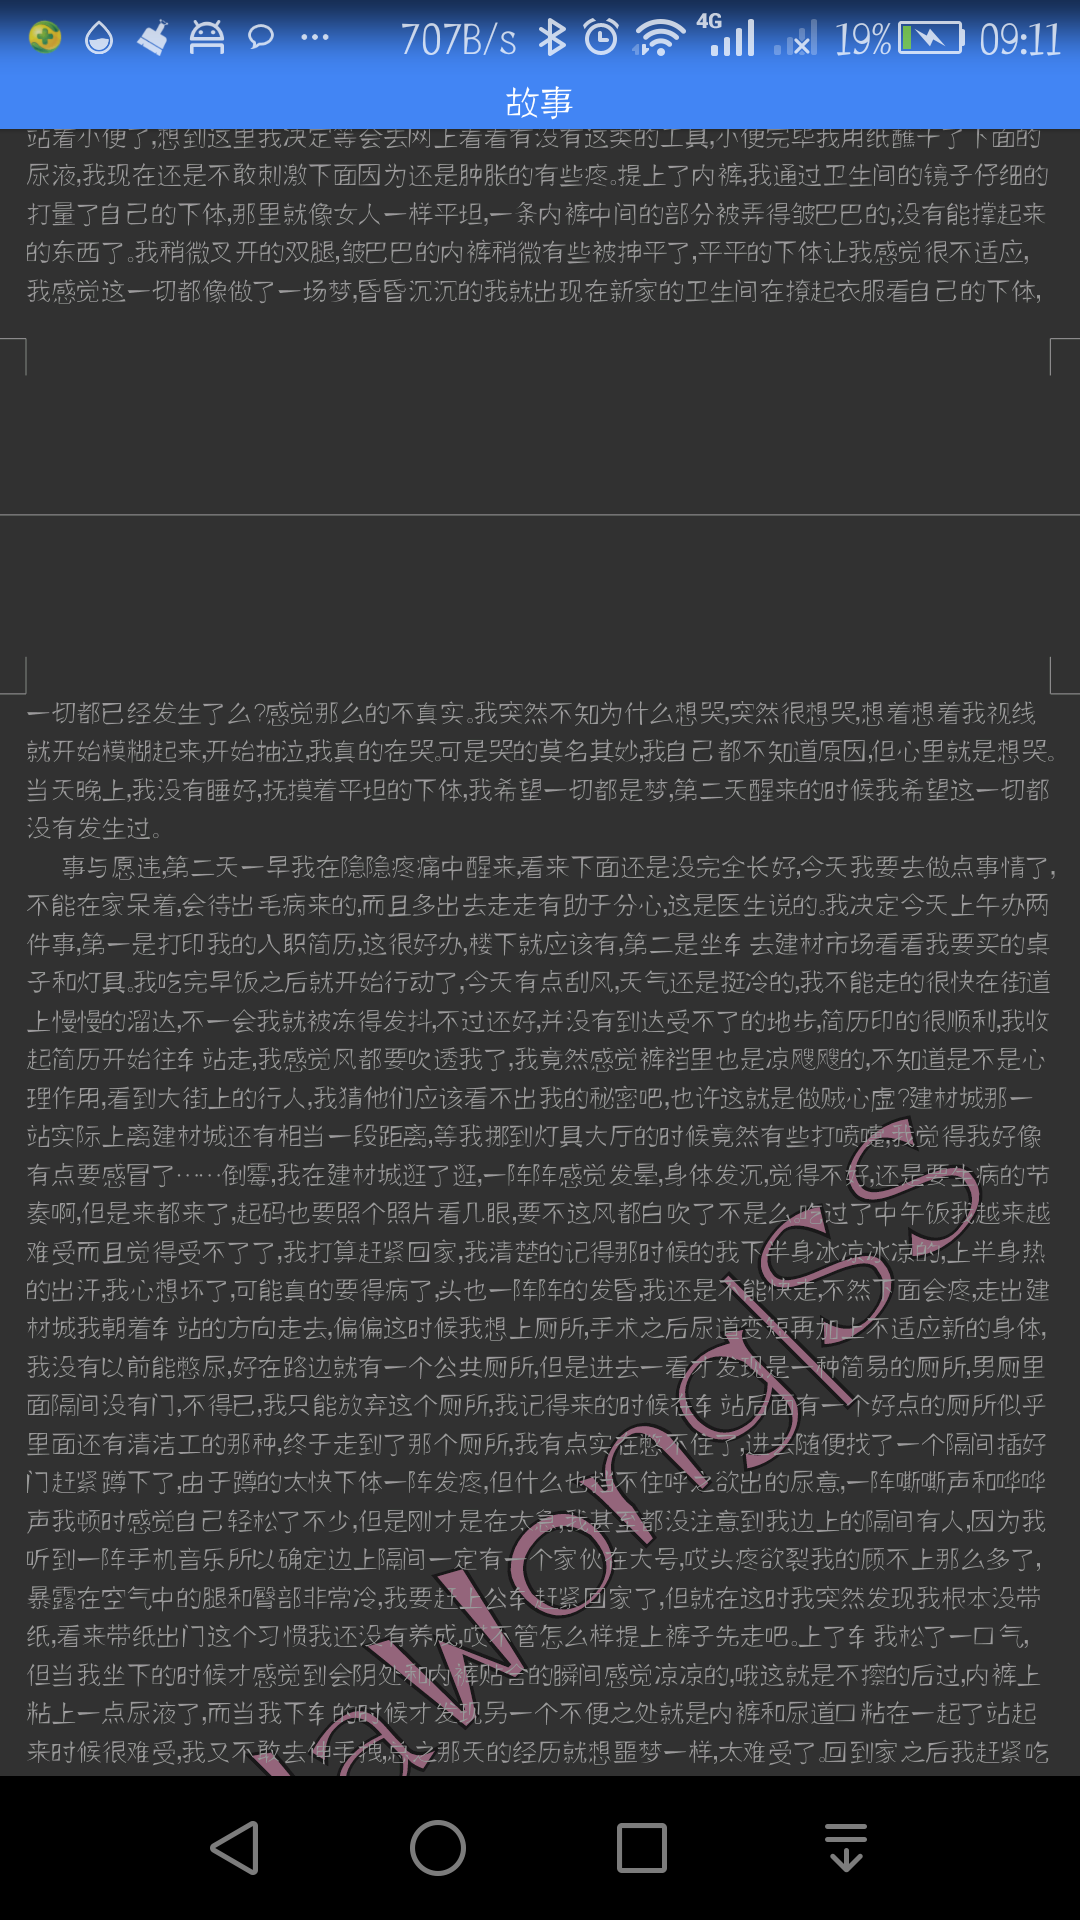 707B/s 4G 19% 09:11
故事
站着小便了,想到这里我决定等会去网上看看有没有这类的工具,小便完毕我用纸蘸干了下面的
尿液,我现在还是不敢刺激下面因为还是肿胀的有些疼。提上了内裤,我通过卫生间的镜子仔细的
打量了自己的下体,那里就像女人一样平坦,一条内裤中间的部分被弄得皱巴巴的,没有能撑起来
的东西了。我稍微叉开的双腿,皱巴巴的内裤稍微有些被抻平了,平平的下体让我感觉很不适应,
我感觉这一切都像做了一场梦,昏昏沉沉的我就出现在新家的卫生间在撩起衣服看自己的下体,
一切都已经发生了么?感觉那么的不真实。我突然不知为什么想哭,突然很想哭,想着想着我视线
就开始模糊起来,开始抽泣,我真的在哭。可是哭的莫名其妙,我自己都不知道原因,但心里就是想哭。
当天晚上,我没有睡好,抚摸着平坦的下体,我希望一切都是梦,第二天醒来的时候我希望这一切都
没有发生过。
事与愿违,第二天一早我在隐隐疼痛中醒来,看来下面还是没完全长好,今天我要去做点事情了,
不能在家呆着,会待出毛病来的,而且多出去走走有助于分心,这是医生说的。我决定今天上午办两
件事,第一是打印我的人职简历,这很好办,楼下就应该有,第二是坐车去建材市场看看我要买的桌
子和灯具。我吃完早饭之后就开始行动了,今天有点刮风,天气还是挺冷的,我不能走的很快在街道
上慢慢的溜达,不一会我就被冻得发抖,不过还好,并没有到达受不了的地步,简历印的很顺利,我收
起简历开始往车站走,我感觉风都要吹透我了,我竟然感觉裤裆里也是凉飕飕的,不知道是不是心
理作用,看到大街上的行人,我猜他们应该看不出我的秘密吧,也许这就是做贼心虚?建材城那一
站实际上离建材城还有相当一段距离,等我挪到灯具大厅的时候竟然有些打喷嚏,我觉得我好像
有点要感冒了……倒霉,我在建材城逛了逛,一阵阵感觉发晕,身体发沉,觉得不好,还是要生病的节
奏啊,但是来都来了,起码也要照个照片看几眼,要不这风都白吹了不是么,吃过了中午饭我越来越
难受而且觉得受不了了,我打算赶紧回家,我清楚的记得那时候的我下半身冰凉冰凉的,上半身热
的出汗,我心想坏了,可能真的要得病了,头也一阵阵的发昏,我还是不能快走,不然下面会疼,走出建
材城我朝着车站的方向走去,偏偏这时候我想上厕所,手术之后尿道变短再加上不适应新的身体,
我没有以前能憋尿,好在路边就有一个公共厕所,但是进去一看才发现是一种简易的厕所,男厕里
面隔间没有门,不得已,我只能放弃这个厕所,我记得来的时候在车站后面有一个好点的厕所似乎
里面还有清洁工的那种,终于走到了那个厕所,我有点实在憋不住了,进去随便找了一个隔间插好
门赶紧蹲下了,由于蹲的太快下体一阵发疼,但什么也挡不住呼之欲出的尿意,一阵嘶嘶声和哗哗
声我顿时感觉自己轻松了不少,但是刚才是在太急,我甚至都没注意到我边上的隔间有人,因为我
听到一阵手机音乐所以确定边上隔间一定有一个家伙在大号,哎头疼欲裂我的顾不上那么多了,
暴露在空气中的腿和臀部非常冷,我要赶上公车赶紧回家了,但就在这时我突然发现我根本没带
纸,看来带纸出门这个习惯我还没有养成,哎不管怎么样提上裤子先走吧。上了车我松了一口气,
但当我坐下的时候才感觉到会阴处和内裤贴合的瞬间感觉凉凉的,哦这就是不擦的后过,内裤上
粘上一点尿液了,而当我下车的时候才发现另一个不便之处就是内裤和尿道口粘在一起了站起
来时候很难受,我又不敢去伸手拽,总之那天的经历就想噩梦一样,太难受了。回到家之后我赶紧吃